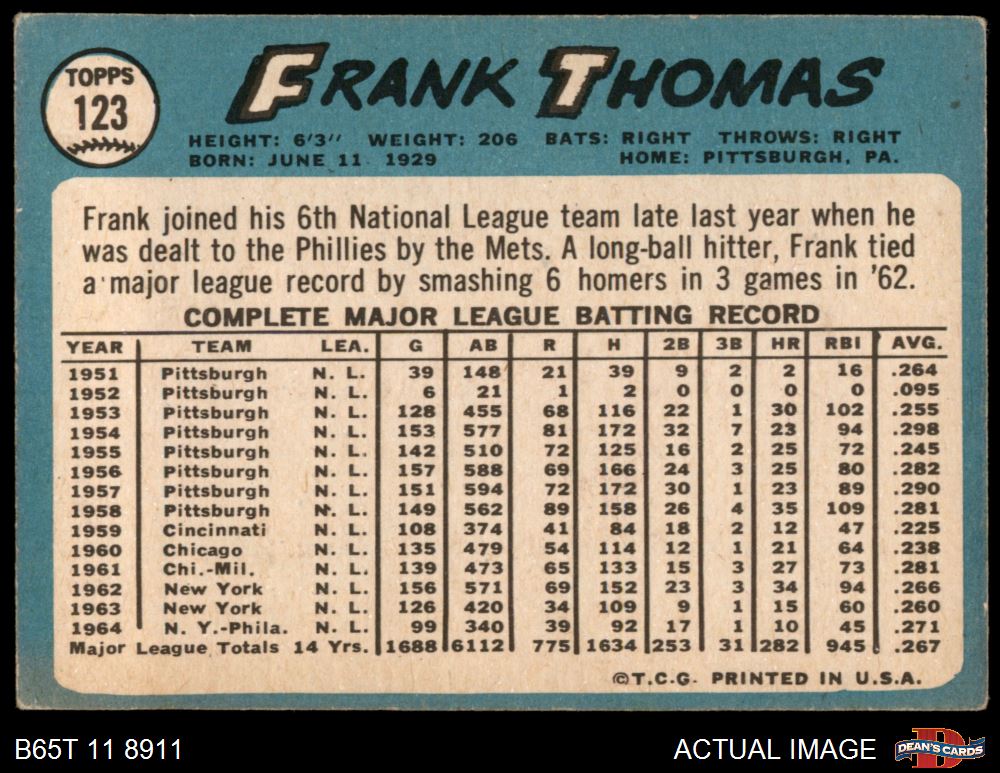 TOPPS
123
FRANK THOMAS
HEIGHT: 6'3" WEIGHT: 206 BATS: RIGHT THROWS: RIGHT
BORN: JUNE 11 1929 HOME: PITTSBURGH, PA.
Frank joined his 6th National League team late last year when he
was dealt to the Phillies by the Mets. A long-ball hitter, Frank tied
a major league record by smashing 6 homers in 3 games in '62.
COMPLETE MAJOR LEAGUE BATTING RECORD
YEAR TEAM LEA. G AB R H 2B 3B HR RBI AVG.
1951 Pittsburgh N. L. 39 148 21 39 9 2 2 16 .264
1952 Pittsburgh N. L. 6 21 1 2 0 0 0 0 .095
1953 Pittsburgh N. L. 128 455 68 116 22 1 30 102 .255
1954 Pittsburgh N. L. 153 577 81 172 32 7 23 94 .298
1955 Pittsburgh N. L. 142 510 72 125 16 2 25 72 .245
1956 Pittsburgh N. L. 157 588 69 166 24 3 25 80 .282
1957 Pittsburgh N. L. 151 594 72 172 30 1 23 89 .290
1958 Pittsburgh N. L. 149 562 89 158 26 4 35 109 .281
1959 Cincinnati N. L. 108 374 41 84 18 2 12 47 .225
1960 Chicago N. L. 135 479 54 114 12 1 21 64 .238
1961 Chi.-Mil. N. L. 139 473 65 133 15 3 27 73 .281
1962 New York N. L. 156 571 69 152 23 3 34 94 .266
1963 New York N. L. 126 420 34 109 9 1 15 60 .260
1964 N. Y.-Phila. N. L. 99 340 39 92 17 1 10 45 .271
Major League Totals 14 Yrs. 1688 6112 775 1634 253 31 282 945 .267
©T.C.G. PRINTED IN U.S.A.
B65T 11 8911 ACTUAL IMAGE DEAN'S CARDS